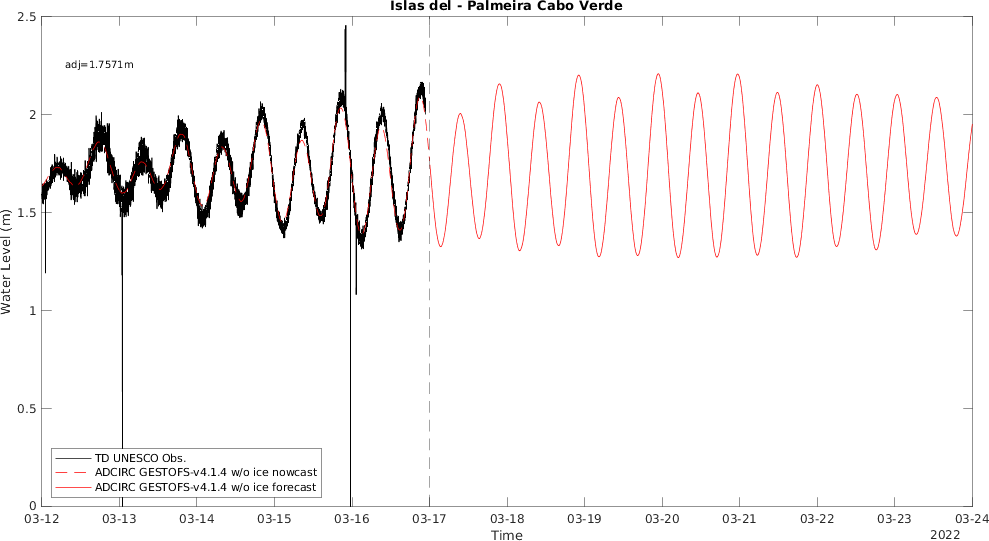 Islas del - Palmeira Cabo Verde
2.5
adj=1.7571m
2
1.5
Water Level (m)
1
0.5
TD UNESCO Obs.
ADCIRC GESTOFS-v4.1.4 w/o ice nowcast
ADCIRC GESTOFS-v4.1.4 w/o ice forecast
0
03-12 03-13 03-14 03-15 03-16 03-17 03-18 03-19 03-20 03-21 03-22 03-23 03-24
Time
2022